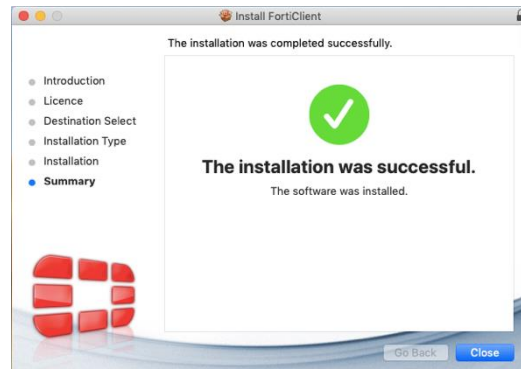 Install FortiClient
The installation was completed successfully.
Introduction
Licence
Destination Select
Installation Type
Installation
Summary
The installation was successful.
The software was installed.
Go Back
Close